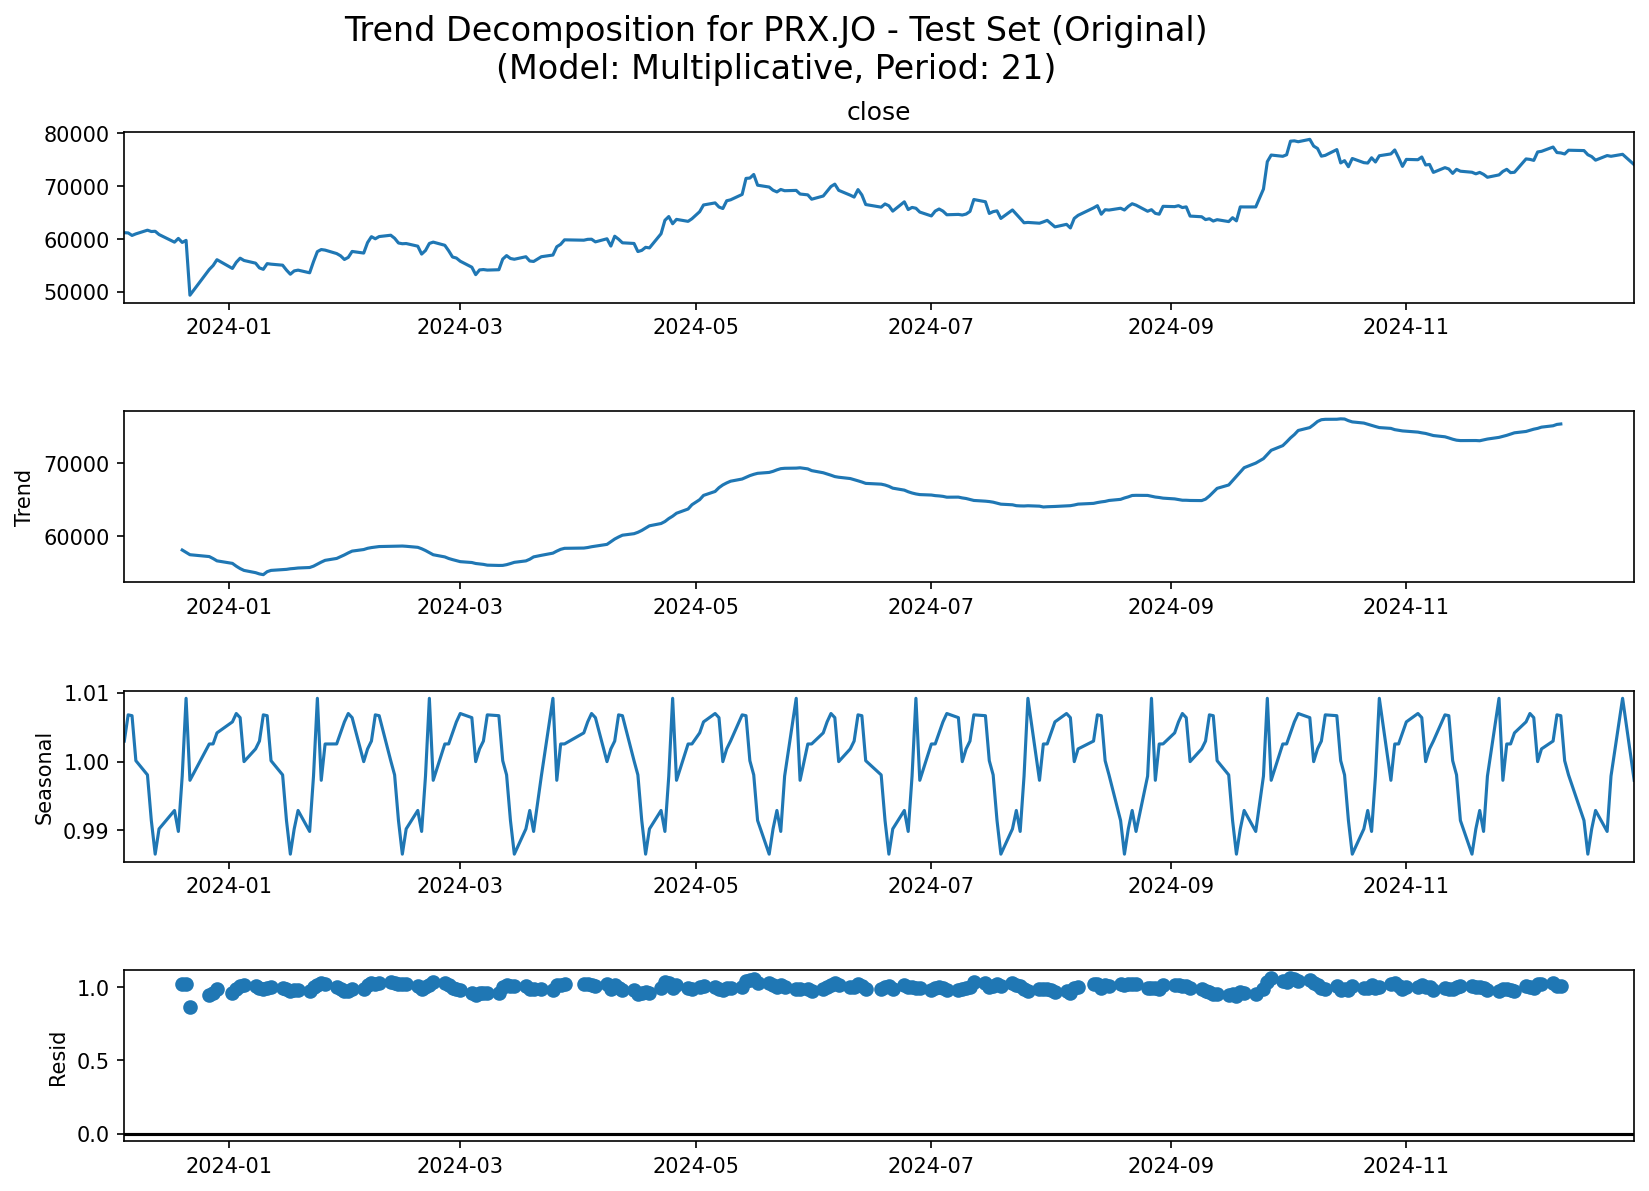 Trend Decomposition for PRX.JO - Test Set (Original)
(Model: Multiplicative, Period: 21)
close
80000
70000
60000
50000
2024-01 2024-03 2024-05 2024-07 2024-09 2024-11
Trend
70000
60000
2024-01 2024-03 2024-05 2024-07 2024-09 2024-11
Seasonal
1.01
1.00
0.99
2024-01 2024-03 2024-05 2024-07 2024-09 2024-11
Resid
1.0
0.5
0.0
2024-01 2024-03 2024-05 2024-07 2024-09 2024-11